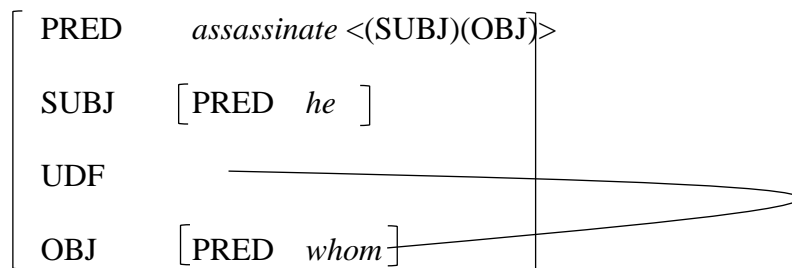 PRED assassinate <(SUBJ)(OBJ)>
SUBJ [PRED he ]
UDF
OBJ [PRED whom]